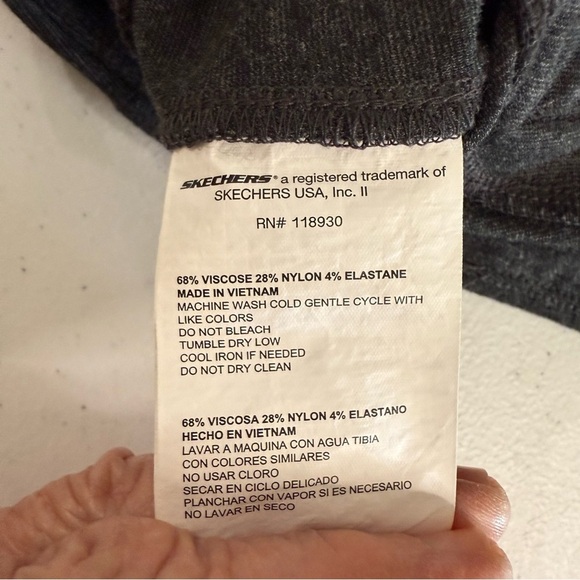 SKECHERS® a registered trademark of
SKECHERS USA, Inc. II
RN# 118930
68% VISCOSE 28% NYLON 4% ELASTANE
MADE IN VIETNAM
MACHINE WASH COLD GENTLE CYCLE WITH
LIKE COLORS
DO NOT BLEACH
TUMBLE DRY LOW
COOL IRON IF NEEDED
DO NOT DRY CLEAN
68% VISCOSA 28% NYLON 4% ELASTANO
HECHO EN VIETNAM
LAVAR A MAQUINA CON AGUA TIBIA
CON COLORES SIMILARES
NO USAR CLORO
SECAR EN CICLO DELICADO
PLANCHAR CON VAPOR SI ES NECESARIO
NO LAVAR EN SECO